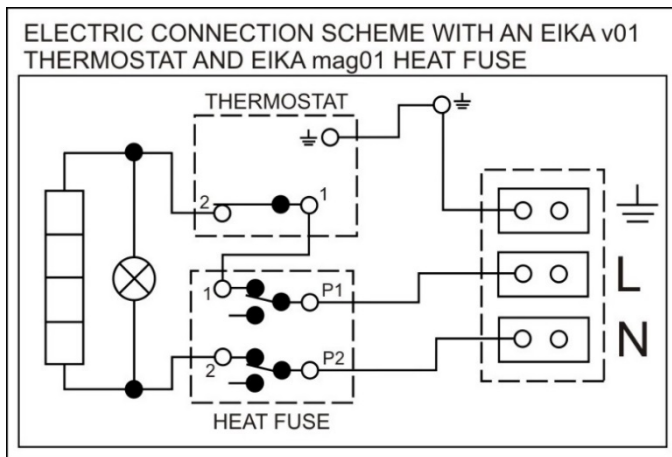 ELECTRIC CONNECTION SCHEME WITH AN EIKA v01
THERMOSTAT AND EIKA mag01 HEAT FUSE
THERMOSTAT
2
1
1
P1
L
2
P2
N
HEAT FUSE